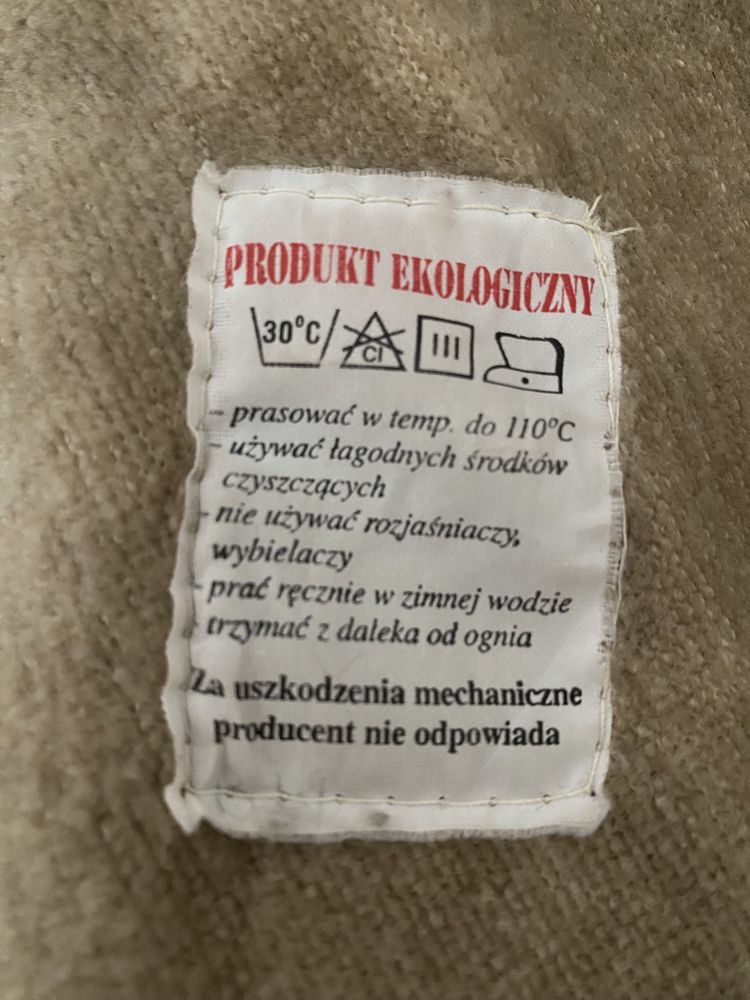 PRODUKT EKOLOGICZNY
30°C
Cl
- prasować w temp. do 110°C
- używać łagodnych środków
czyszczących
- nie używać rozjaśniaczy,
wybielaczy
- prać ręcznie w zimnej wodzie
- trzymać z daleka od ognia
Za uszkodzenia mechaniczne
producent nie odpowiada